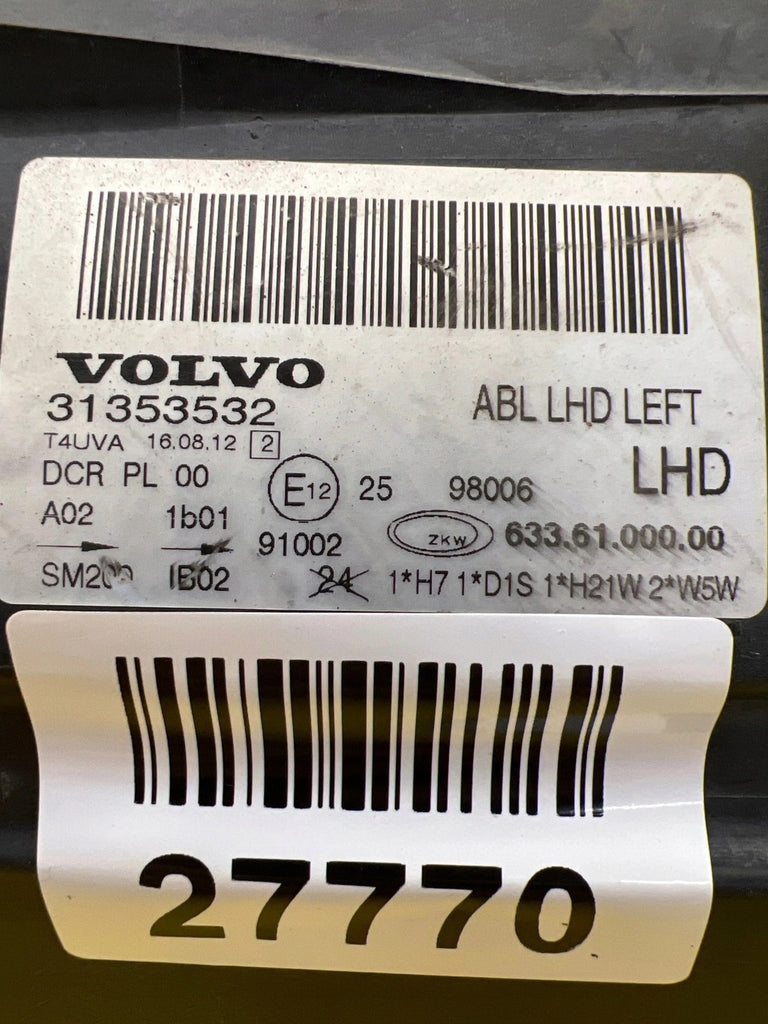 VOLVO
31353532
ABL LHD LEFT
T4UVA 16.08.12 2
LHD
DCR PL 00
E12 25 98006
A02 1b01
91002 ZKW 633.61.000.00
IB02 24 1*H7 1*D1S 1*H21W 2*W5W
27770